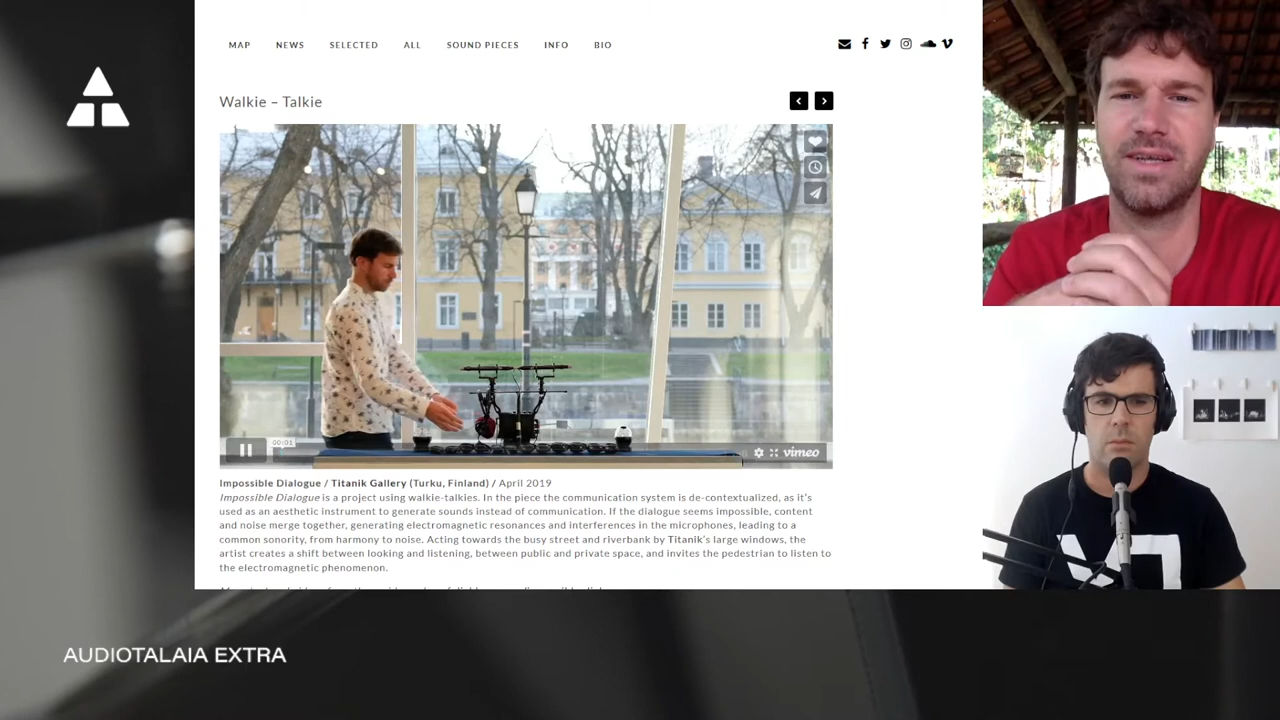 MAP NEWS SELECTED ALL SOUND PIECES INFO BIO
Walkie – Talkie
00:01
vimeo
Impossible Dialogue / Titanik Gallery (Turku, Finland) / April 2019
Impossible Dialogue is a project using walkie-talkies. In the piece the communication system is de-contextualized, as it's
used as an aesthetic instrument to generate sounds instead of communication. If the dialogue seems impossible, content
and noise merge together, generating electromagnetic resonances and interferences in the microphones, leading to a
common sonority, from harmony to noise. Acting towards the busy street and riverbank by Titanik's large windows, the
artist creates a shift between looking and listening, between public and private space, and invites the pedestrian to listen to
the electromagnetic phenomenon.
AUDIOTALAIA EXTRA